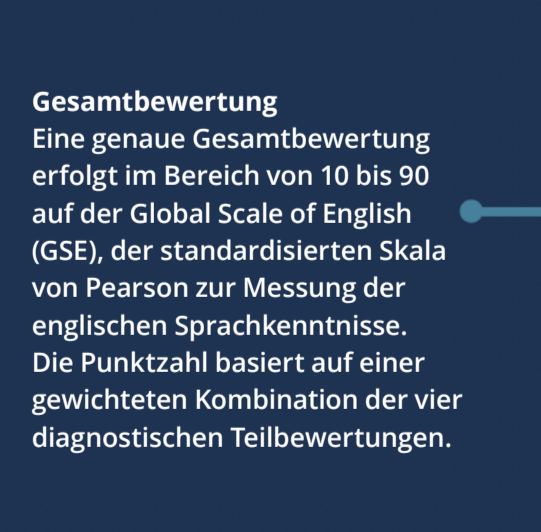 Gesamtbewertung
Eine genaue Gesamtbewertung
erfolgt im Bereich von 10 bis 90
auf der Global Scale of English
(GSE), der standardisierten Skala
von Pearson zur Messung der
englischen Sprachkenntnisse.
Die Punktzahl basiert auf einer
gewichteten Kombination der vier
diagnostischen Teilbewertungen.